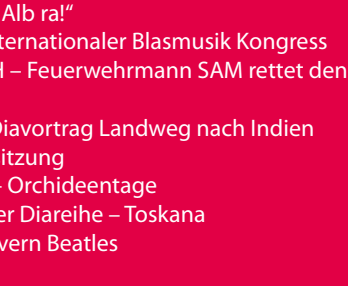 Alb ra!“
ternationaler Blasmusik Kongress
– Feuerwehrmann SAM rettet den
Diavortrag Landweg nach Indien
itzung
– Orchideentage
er Diareihe – Toskana
vern Beatles